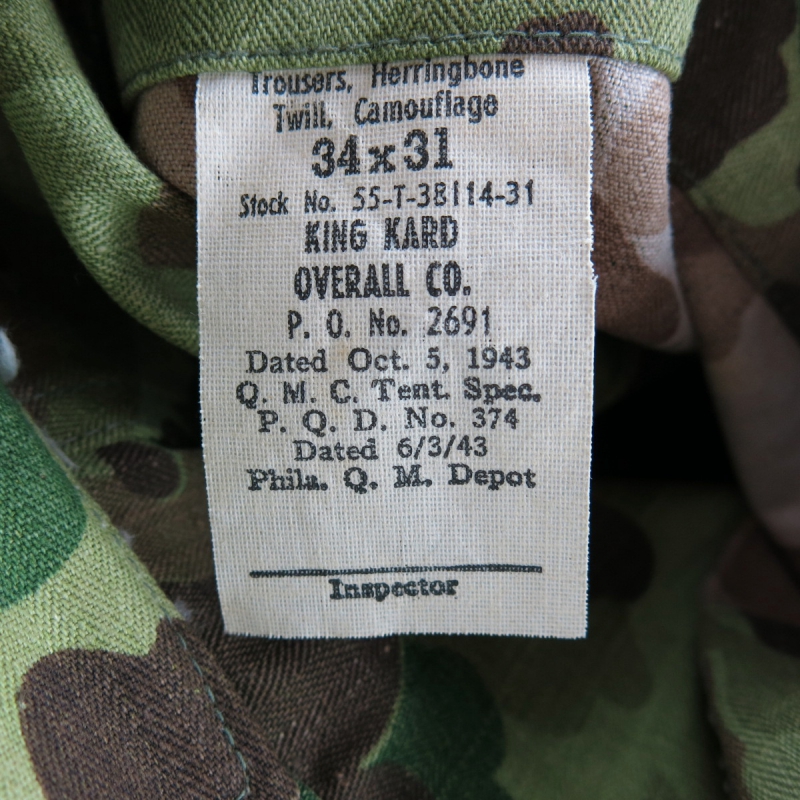 Trousers, Herringbone
Twill, Camouflage
34x31
Stock No. 55-T-38114-31
KING KARD
OVERALL CO.
P. O. No. 2691
Dated Oct. 5, 1943
Q. M. C. Tent. Spec.
P. Q. D. No. 374
Dated 6/3/43
Phila. Q. M. Depot
Inspector